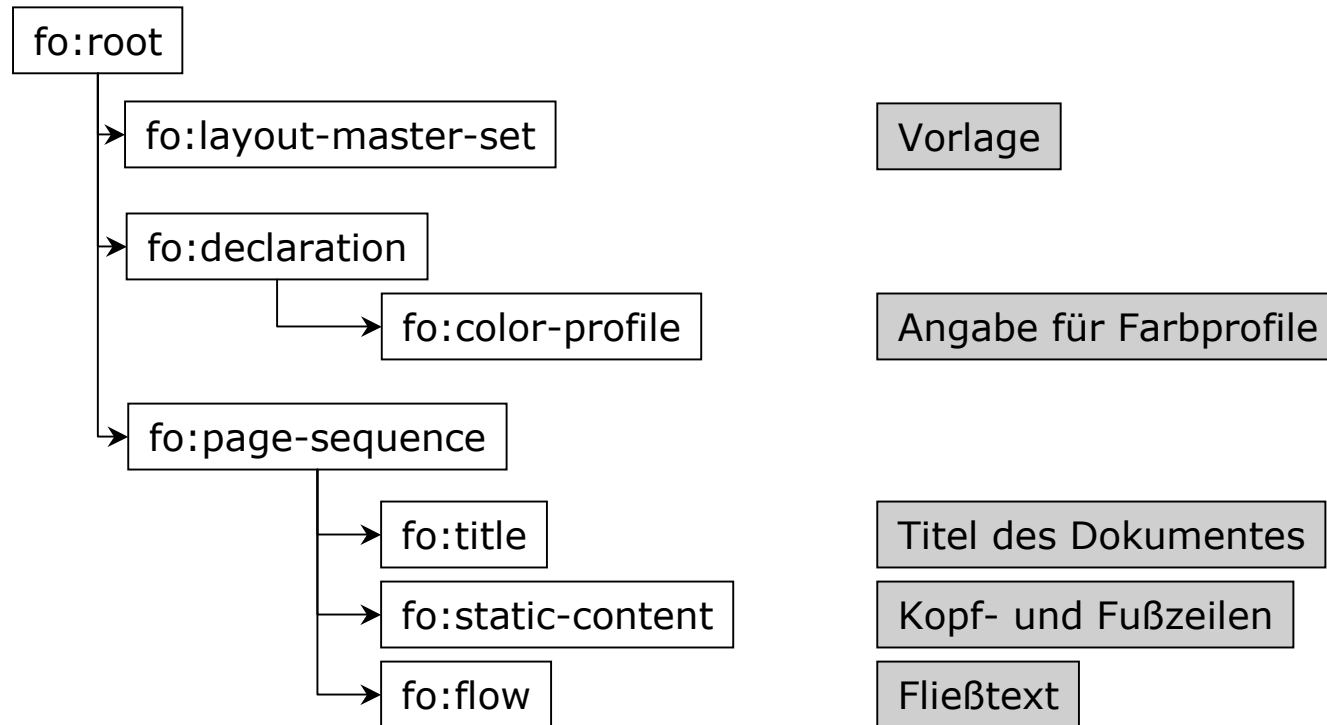 fo:root
fo:layout-master-set Vorlage
fo:declaration
fo:color-profile Angabe für Farbprofile
fo:page-sequence
fo:title Titel des Dokumentes
fo:static-content Kopf- und Fußzeilen
fo:flow Fließtext